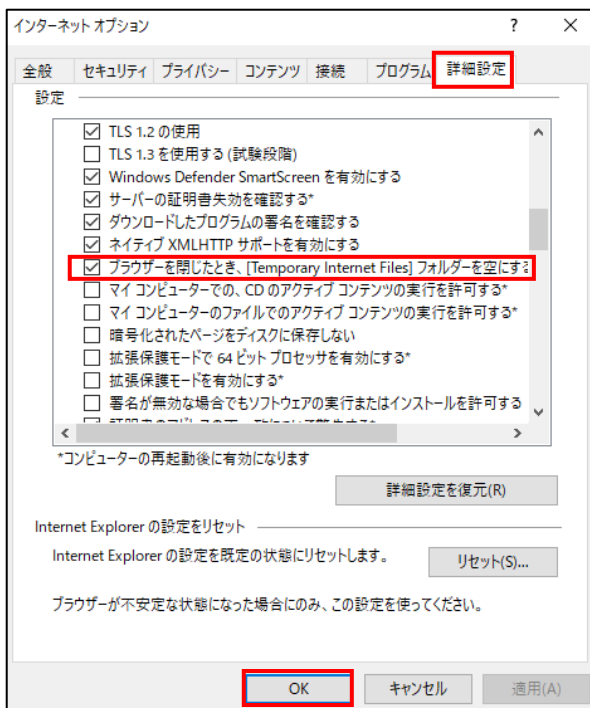 インターネット オプション ? ×
全般 セキュリティ プライバシー コンテンツ 接続 プログラム 詳細設定
設定
TLS 1.2 の使用
TLS 1.3 を使用する (試験段階)
Windows Defender SmartScreen を有効にする
サーバーの証明書失効を確認する*
ダウンロードしたプログラムの署名を確認する
ネイティブ XMLHTTP サポートを有効にする
ブラウザーを閉じたとき、[Temporary Internet Files] フォルダーを空にする
マイ コンピューターでの、CD のアクティブ コンテンツの実行を許可する*
マイ コンピューターのファイルでのアクティブ コンテンツの実行を許可する*
暗号化されたページをディスクに保存しない
拡張保護モードで 64 ビット プロセッサを有効にする*
拡張保護モードを有効にする*
署名が無効な場合でもソフトウェアの実行またはインストールを許可する
*コンピューターの再起動後に有効になります
詳細設定を復元(R)
Internet Explorer の設定をリセット
Internet Explorer の設定を既定の状態にリセットします。
リセット(S)...
ブラウザーが不安定な状態になった場合にのみ、この設定を使ってください。
OK キャンセル 適用(A)